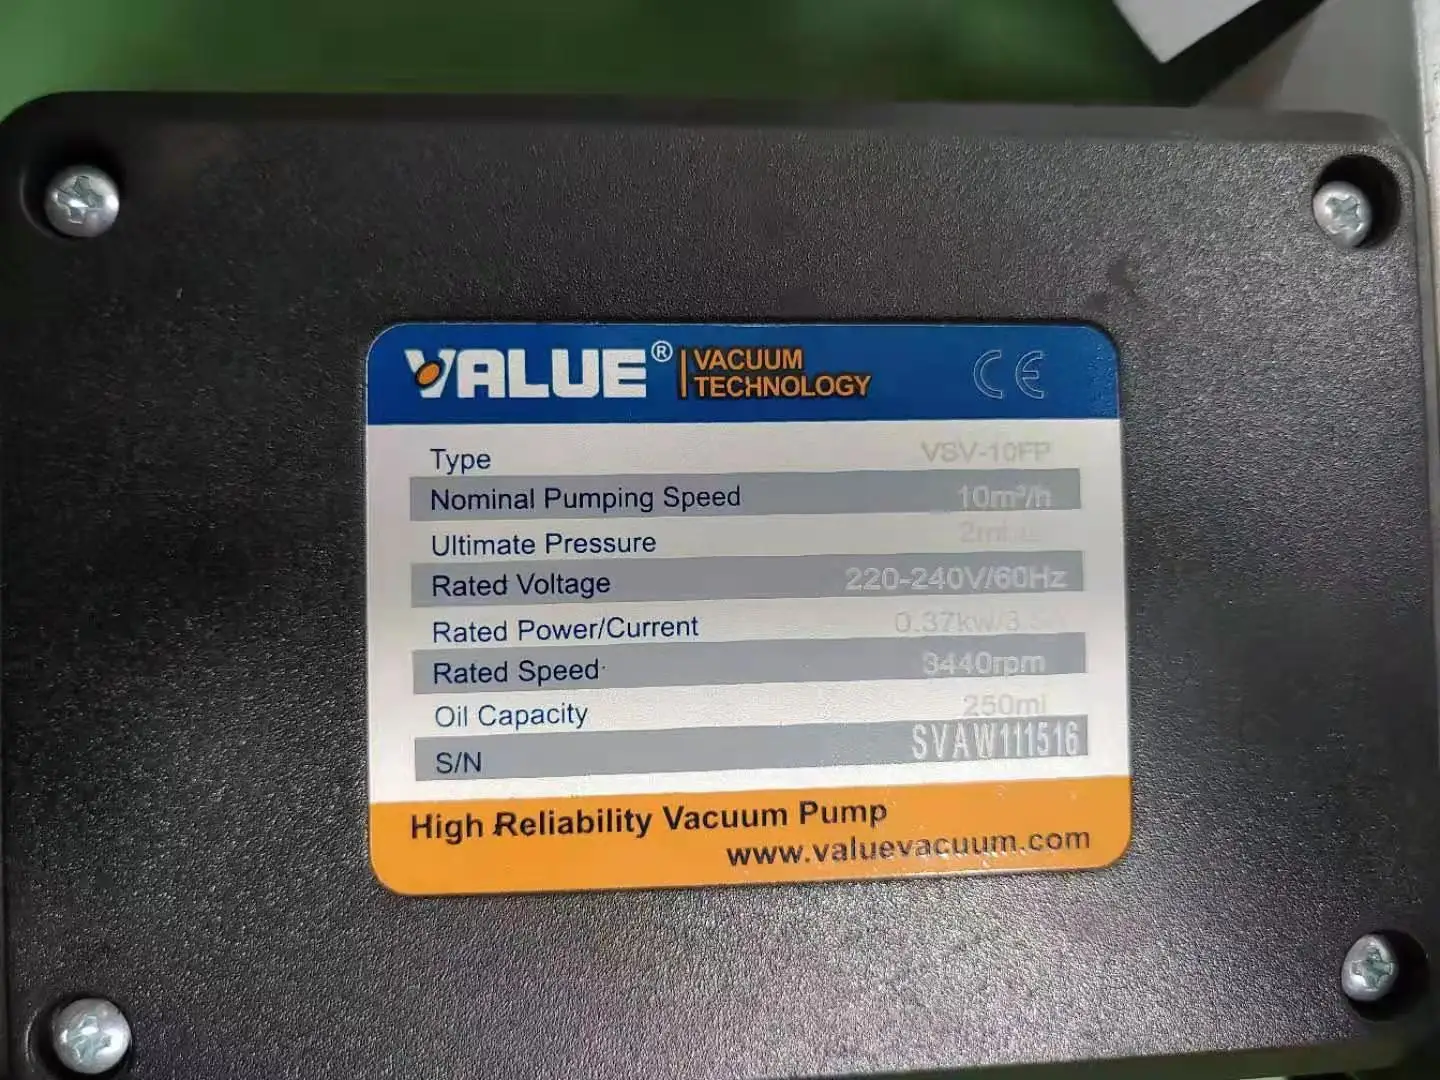 VALUE® VACUUM TECHNOLOGY CE
Type VSV-10FP
Nominal Pumping Speed 10m³/h
Ultimate Pressure
Rated Voltage 220-240V/60Hz
Rated Power/Current
Rated Speed 3440rpm
Oil Capacity 250ml
S/N SVAW111516
High Reliability Vacuum Pump
www.valuevacuum.com